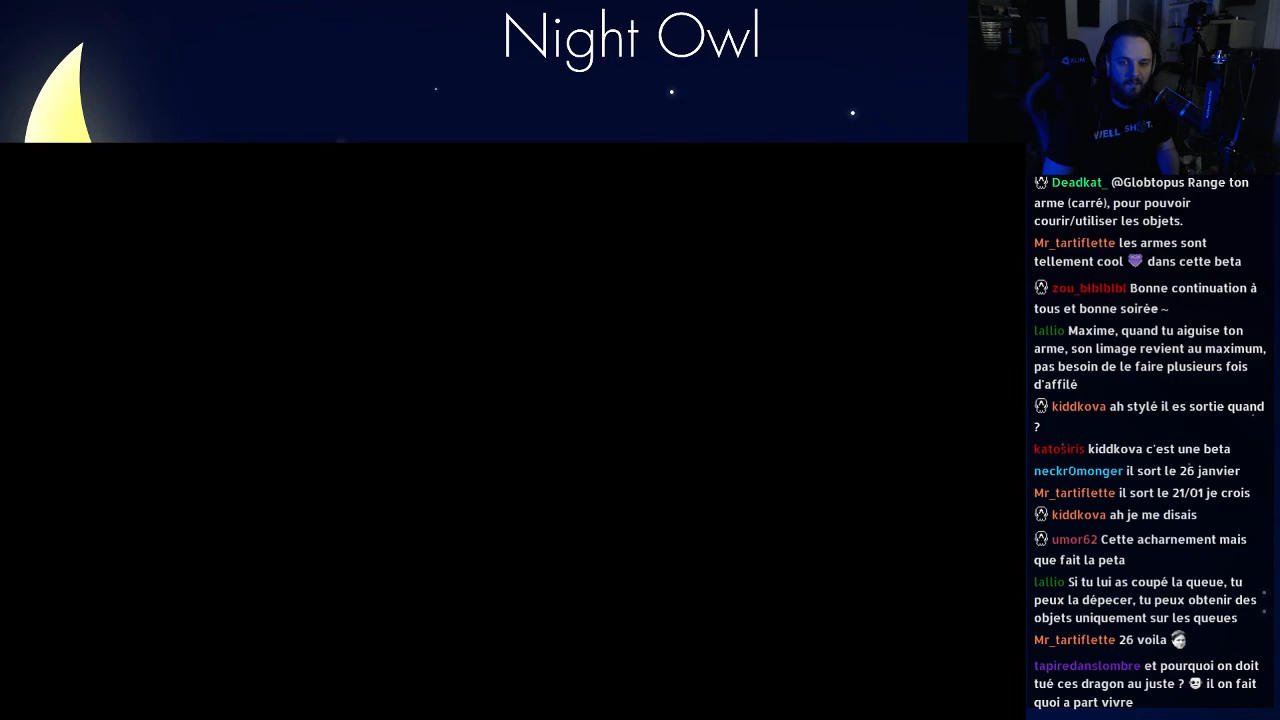 Night Owl
KLIM
WELL SH T.
Deadkat_ @Globtopus Range ton
arme (carré), pour pouvoir
courir/utiliser les objets.
Mr_tartiflette les armes sont
tellement cool dans cette beta
zou_blblblbl Bonne continuation à
tous et bonne soirée ~
lallio Maxime, quand tu aiguise ton
arme, son limage revient au maximum,
pas besoin de le faire plusieurs fois
d'affilé
kiddkova ah stylé il es sortie quand
?
katosiris kiddkova c'est une beta
neckr0monger il sort le 26 janvier
Mr_tartiflette il sort le 21/01 je crois
kiddkova ah je me disais
umor62 Cette acharnement mais
que fait la peta
lallio Si tu lui as coupé la queue, tu
peux la dépecer, tu peux obtenir des
objets uniquement sur les queues
Mr_tartiflette 26 voila
tapiredanslombre et pourquoi on doit
tué ces dragon au juste ? il on fait
quoi a part vivre